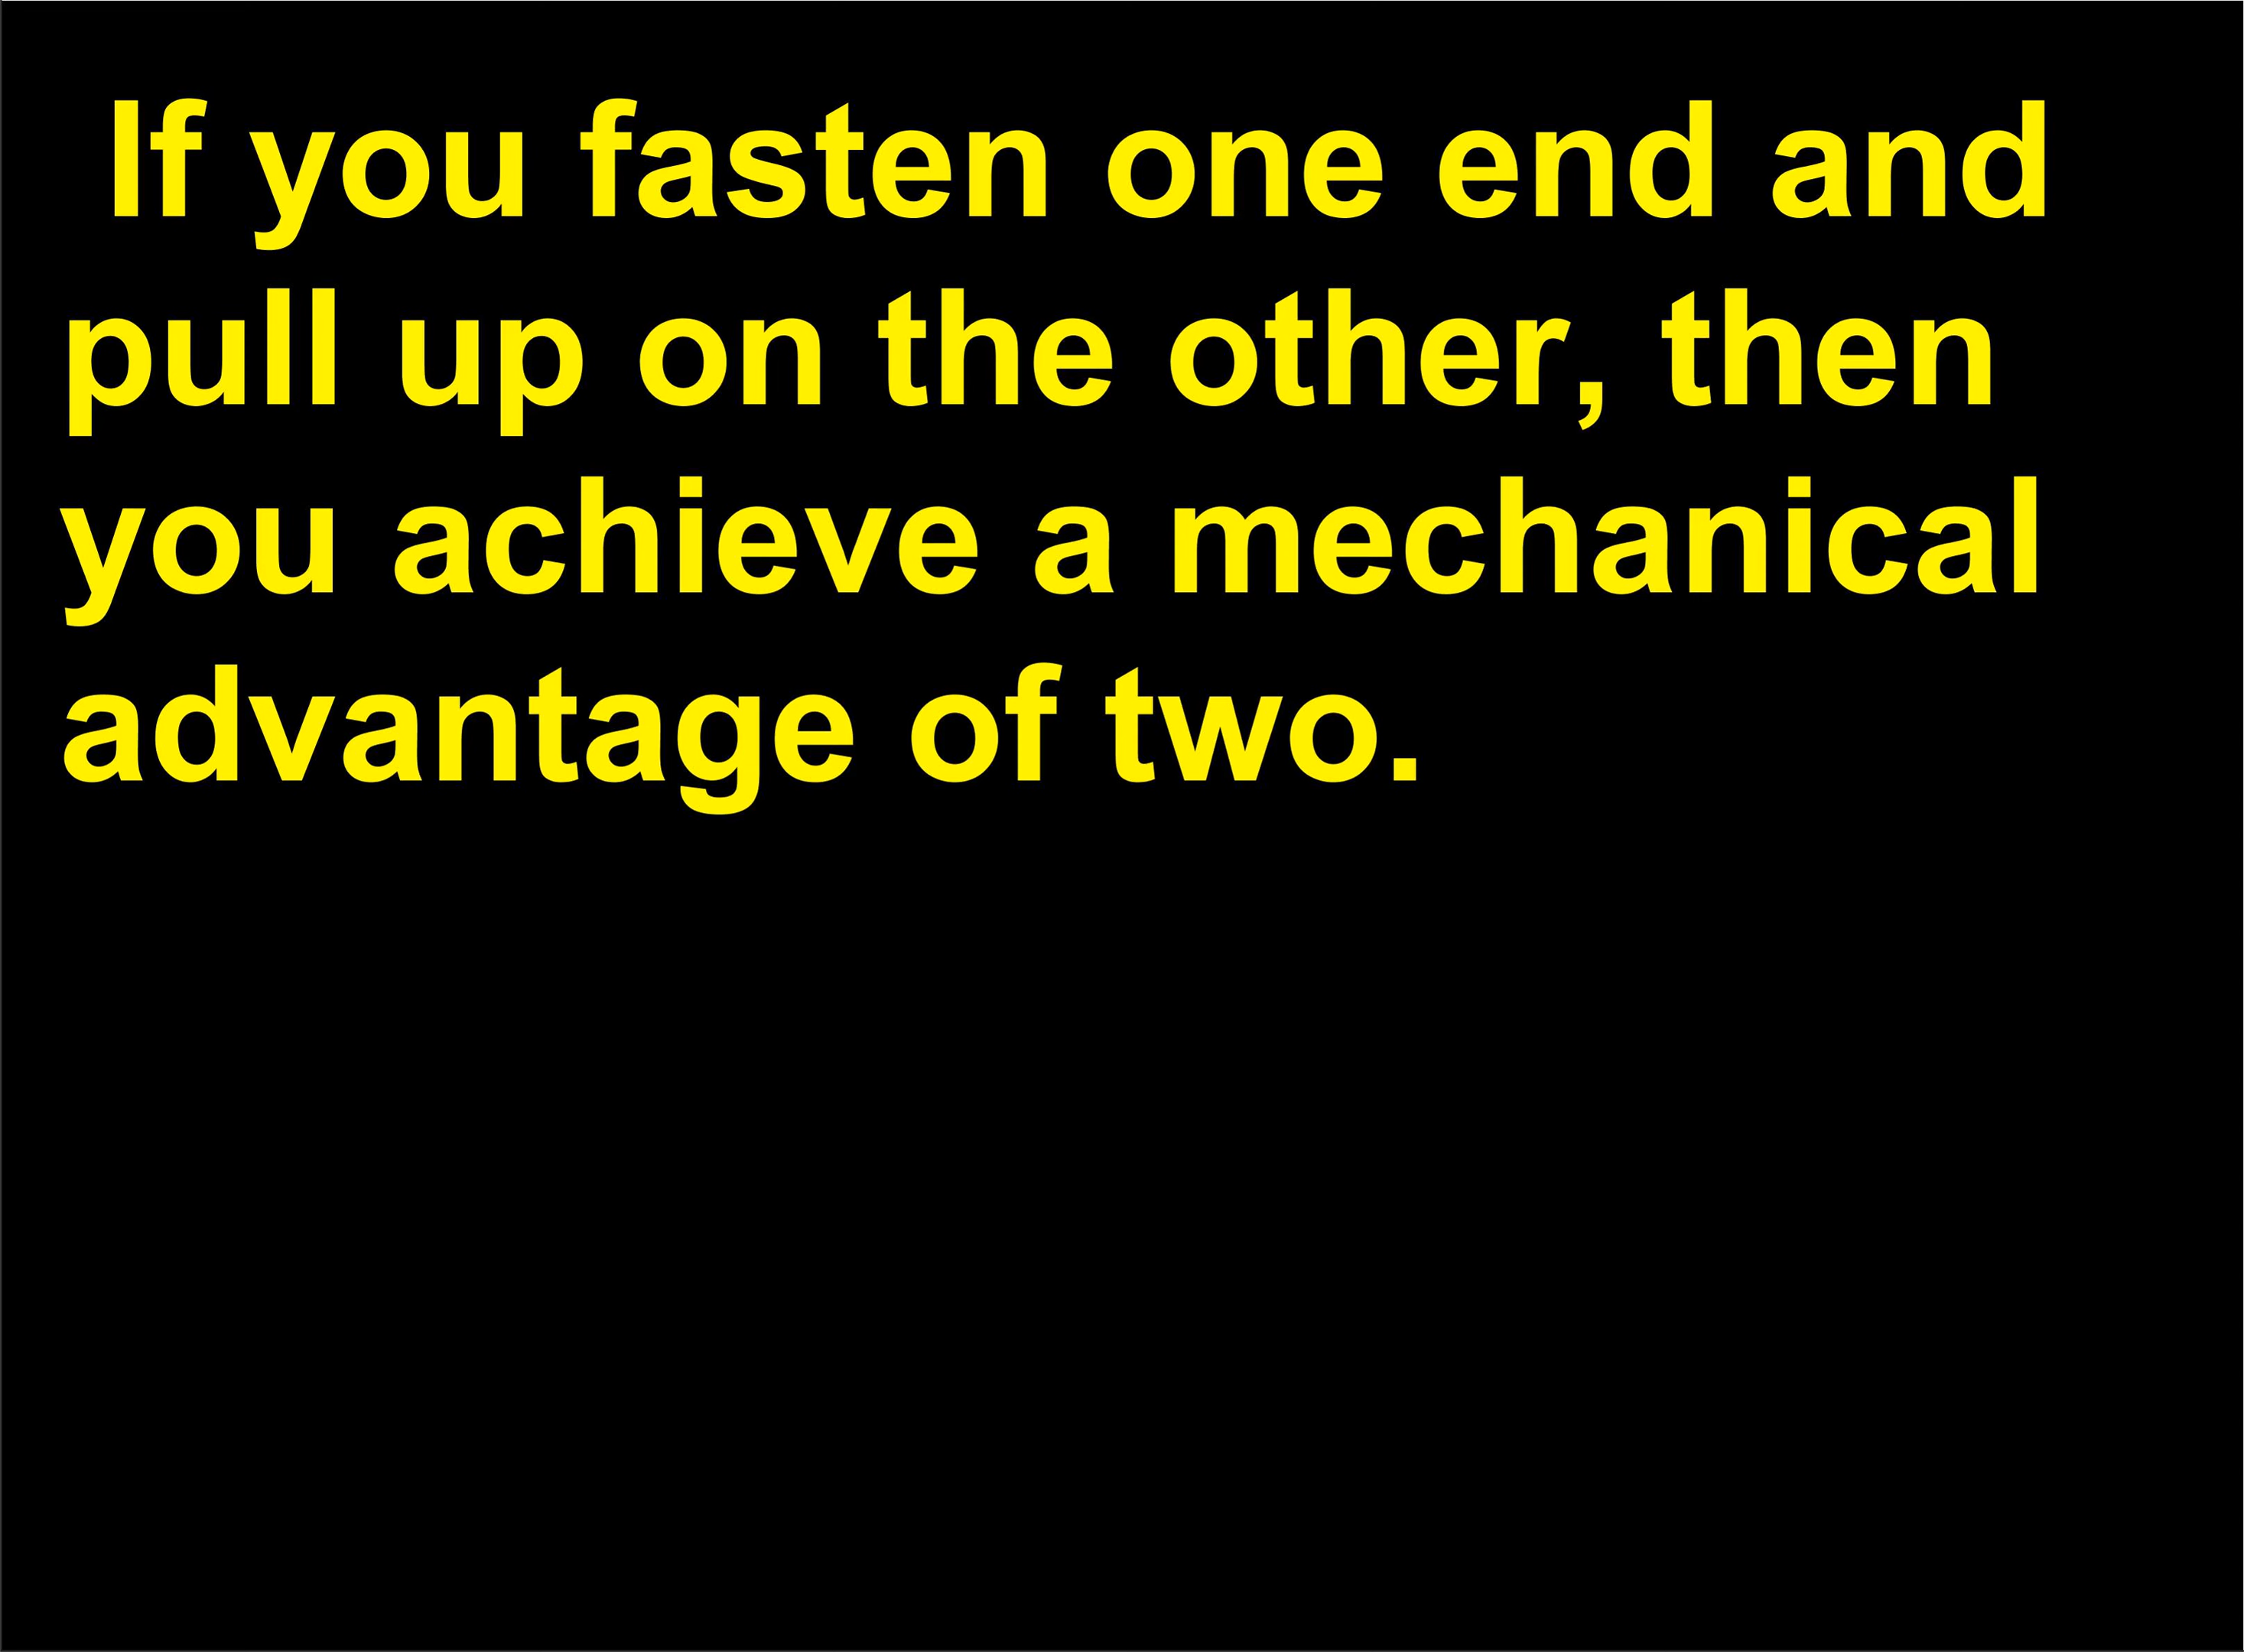 If you fasten one end and
pull up on the other, then
you achieve a mechanical
advantage of two.